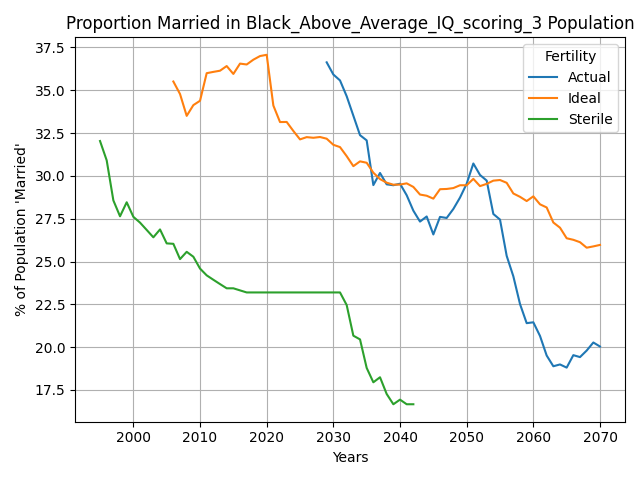 Proportion Married in Black_Above_Average_IQ_scoring_3 Population
% of Population 'Married'
37.5
35.0
32.5
30.0
27.5
25.0
22.5
20.0
17.5
Fertility
Actual
Ideal
Sterile
2000 2010 2020 2030 2040 2050 2060 2070
Years